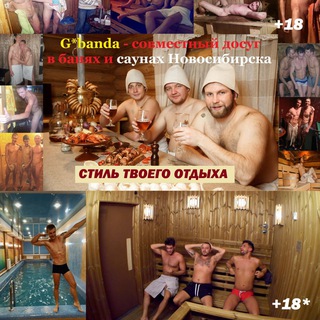 +18
G*banda - совместный досуг
в банях и саунах Новосибирска
СТИЛЬ ТВОЕГО ОТДЫХА
+18*